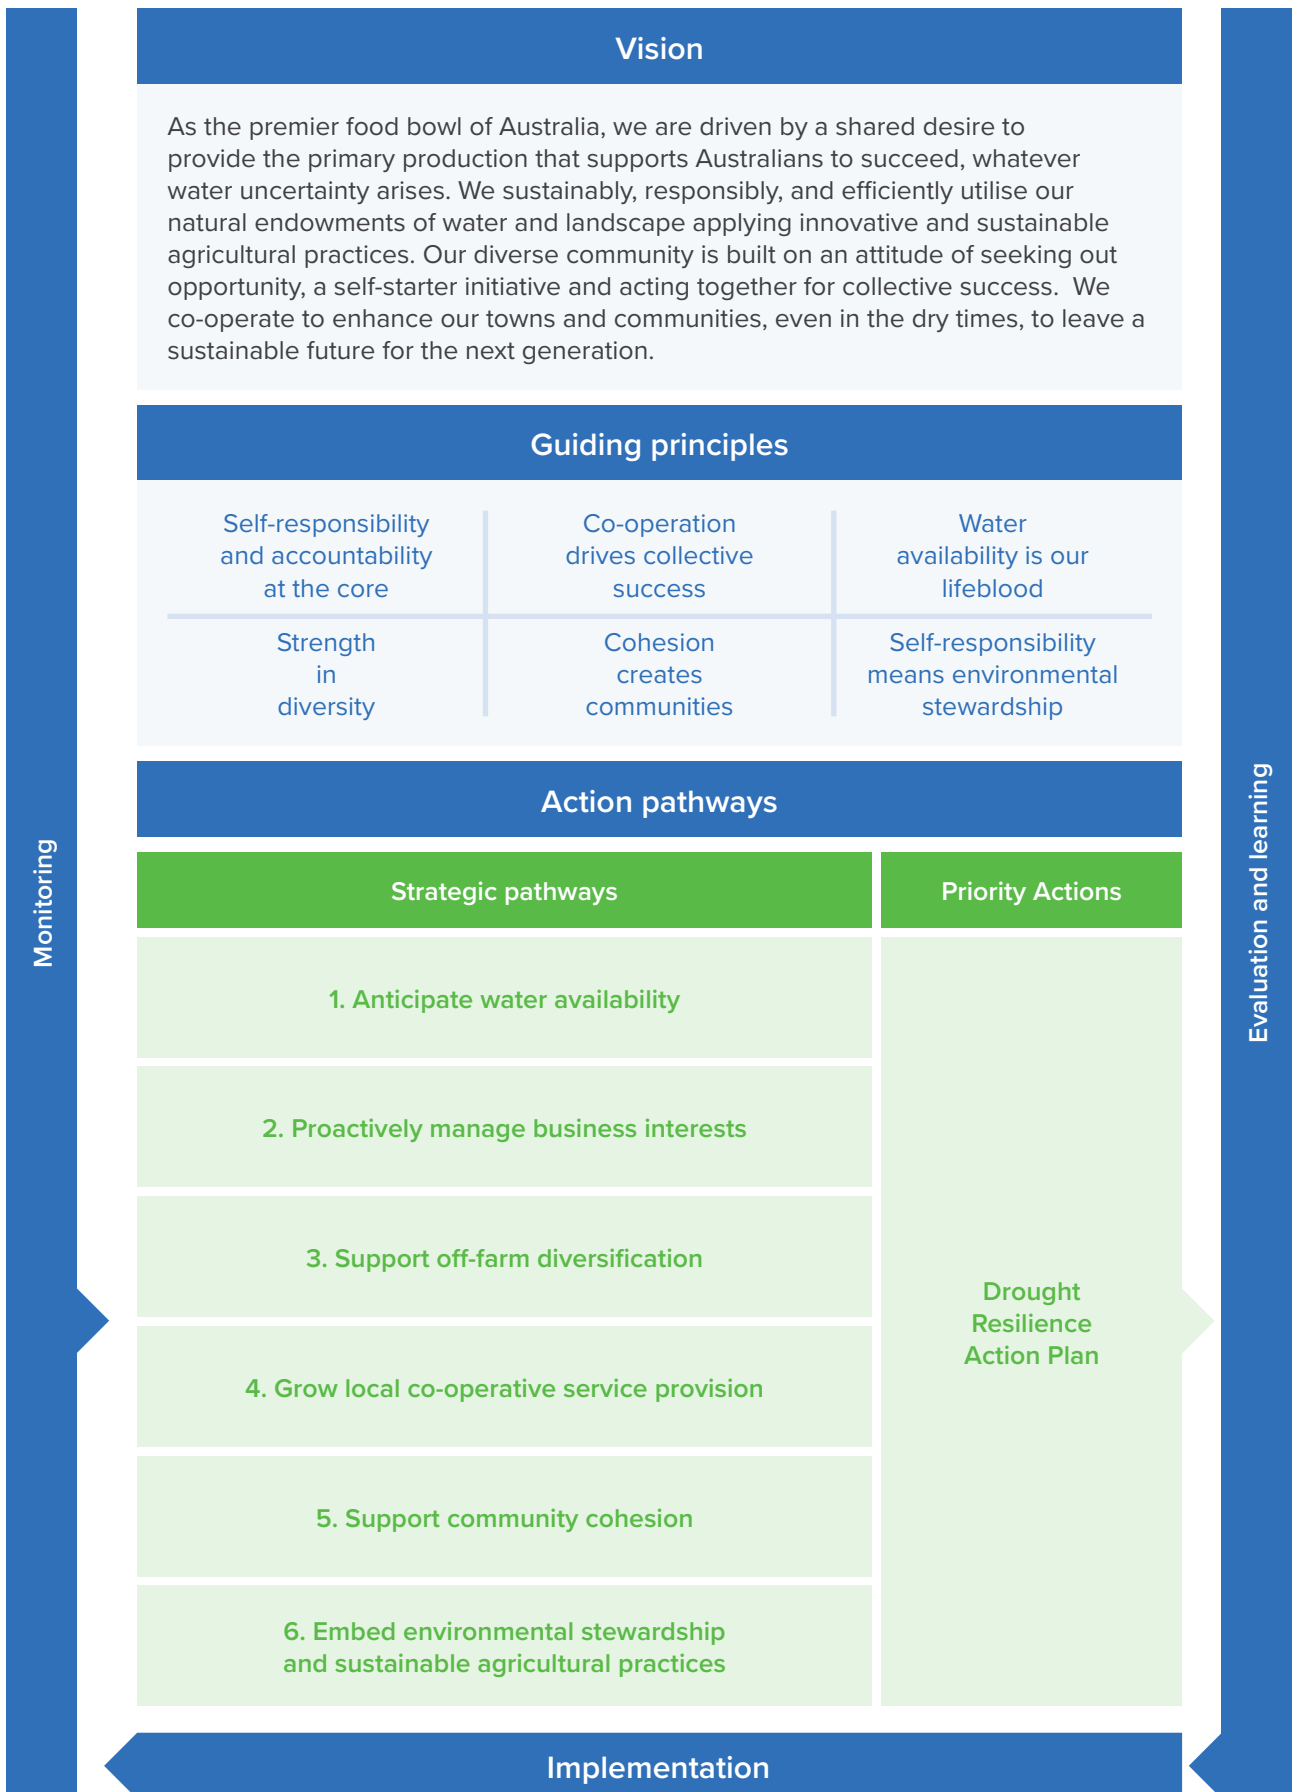 Vision
As the premier food bowl of Australia, we are driven by a shared desire to
provide the primary production that supports Australians to succeed, whatever
water uncertainty arises. We sustainably, responsibly, and efficiently utilise our
natural endowments of water and landscape applying innovative and sustainable
agricultural practices. Our diverse community is built on an attitude of seeking out
opportunity, a self-starter initiative and acting together for collective success.  We
co-operate to enhance our towns and communities, even in the dry times, to leave a
sustainable future for the next generation.
Guiding principles
Self-responsibility
and accountability
at the core
Co-operation
drives collective
success
Water
availability is our
lifeblood
Strength
in
diversity
Cohesion
creates
communities
Self-responsibility
means environmental
stewardship
Action pathways
Strategic pathways
Priority Actions
1. Anticipate water availability
2. Proactively manage business interests
3. Support off-farm diversification
4. Grow local co-operative service provision
5. Support community cohesion
6. Embed environmental stewardship
and sustainable agricultural practices
Drought
Resilience
Action Plan
Implementation
Monitoring
Evaluation and learning